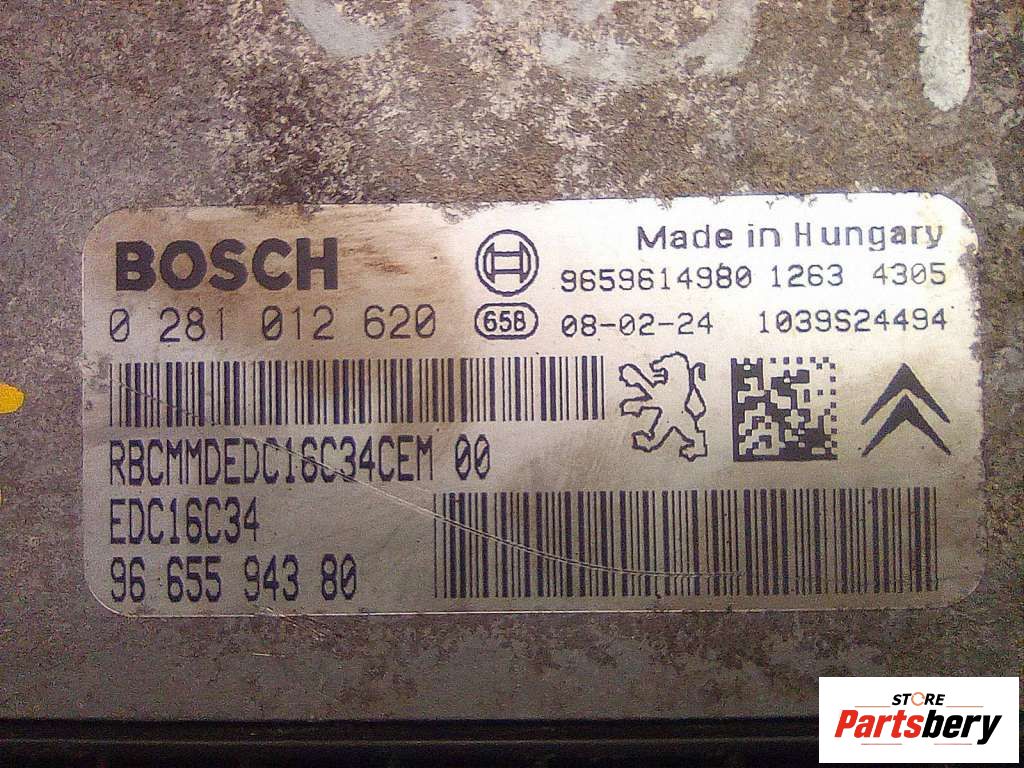 BOSCH
Made in Hungary
9659614980 1263 4305
0 281 012 620
658
08-02-24 1039S24494
RBCMMDEDC16C34CEM 00
EDC16C34
96 655 943 80
STORE
Partsbery